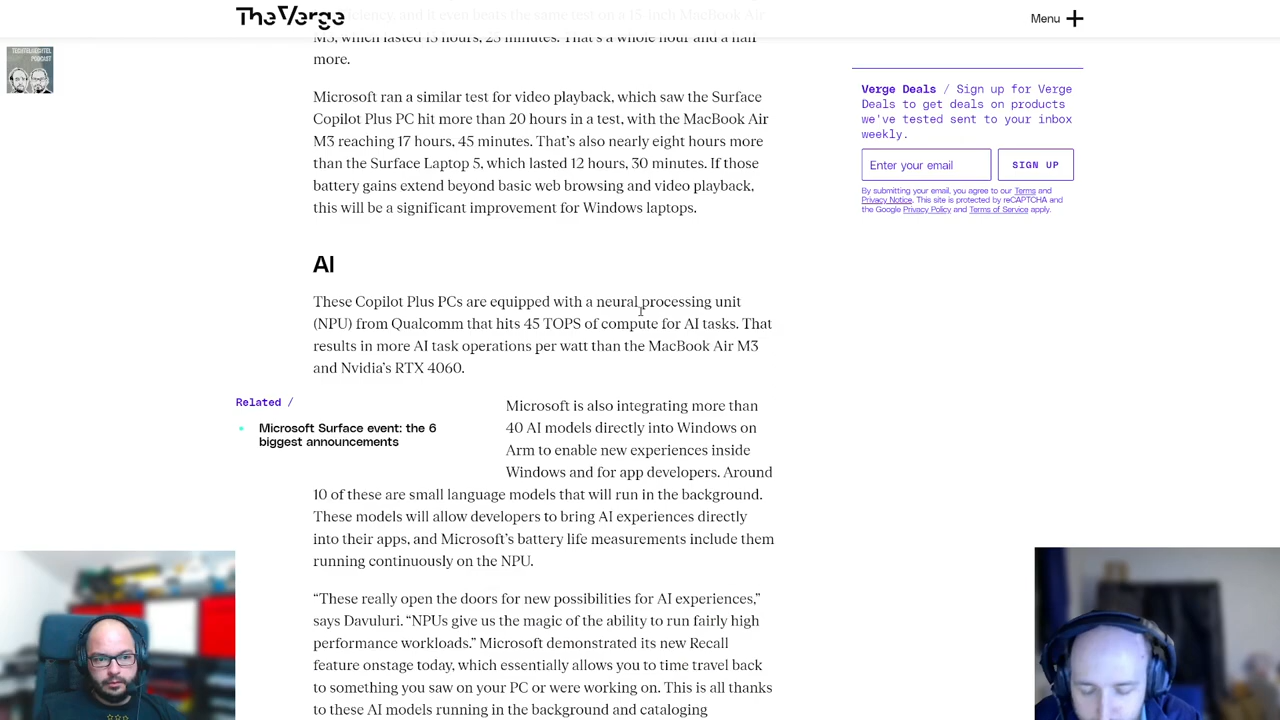 The Verge
Menu
TECHTELMECHTEL
PODCAST
efficiency, and it even beats the same test on a 15-inch MacBook Air
M3, which lasted 15 hours, 25 minutes. That's a whole hour and a half
more.
Microsoft ran a similar test for video playback, which saw the Surface
Copilot Plus PC hit more than 20 hours in a test, with the MacBook Air
M3 reaching 17 hours, 45 minutes. That's also nearly eight hours more
than the Surface Laptop 5, which lasted 12 hours, 30 minutes. If those
battery gains extend beyond basic web browsing and video playback,
this will be a significant improvement for Windows laptops.
AI
These Copilot Plus PCs are equipped with a neural processing unit
(NPU) from Qualcomm that hits 45 TOPS of compute for AI tasks. That
results in more AI task operations per watt than the MacBook Air M3
and Nvidia's RTX 4060.
Related /
Microsoft Surface event: the 6
biggest announcements
Microsoft is also integrating more than
40 AI models directly into Windows on
Arm to enable new experiences inside
Windows and for app developers. Around
10 of these are small language models that will run in the background.
These models will allow developers to bring AI experiences directly
into their apps, and Microsoft's battery life measurements include them
running continuously on the NPU.
“These really open the doors for new possibilities for AI experiences,”
says Davuluri. “NPUs give us the magic of the ability to run fairly high
performance workloads.” Microsoft demonstrated its new Recall
feature onstage today, which essentially allows you to time travel back
to something you saw on your PC or were working on. This is all thanks
to these AI models running in the background and cataloging
Verge Deals / Sign up for Verge
Deals to get deals on products
we've tested sent to your inbox
weekly.
Enter your email
SIGN UP
By submitting your email, you agree to our Terms and
Privacy Notice. This site is protected by reCAPTCHA and
the Google Privacy Policy and Terms of Service apply.